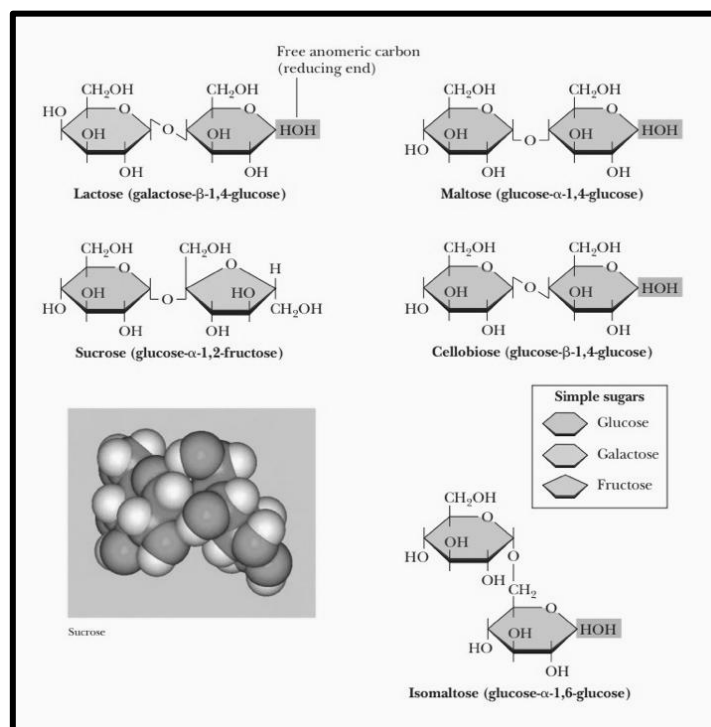 Free anomeric carbon
(reducing end)
CH₂OH
CH₂OH
HO
O
O
OH
O
OH
HOH
OH
OH
Lactose (galactose-β-1,4-glucose)
CH₂OH
CH₂OH
O
O
OH
OH
HOH
HO
O
OH
OH
Maltose (glucose-α-1,4-glucose)
CH₂OH
CH₂OH
O
O
H
OH
HO
HO
O
CH₂OH
OH
OH
Sucrose (glucose-α-1,2-fructose)
CH₂OH
CH₂OH
O
O
OH
O
OH
HOH
HO
OH
OH
Cellobiose (glucose-β-1,4-glucose)
Simple sugars
Glucose
Galactose
Fructose
Sucrose
CH₂OH
O
OH
HO
O
OH
CH₂
O
OH
HOH
HO
OH
Isomaltose (glucose-α-1,6-glucose)